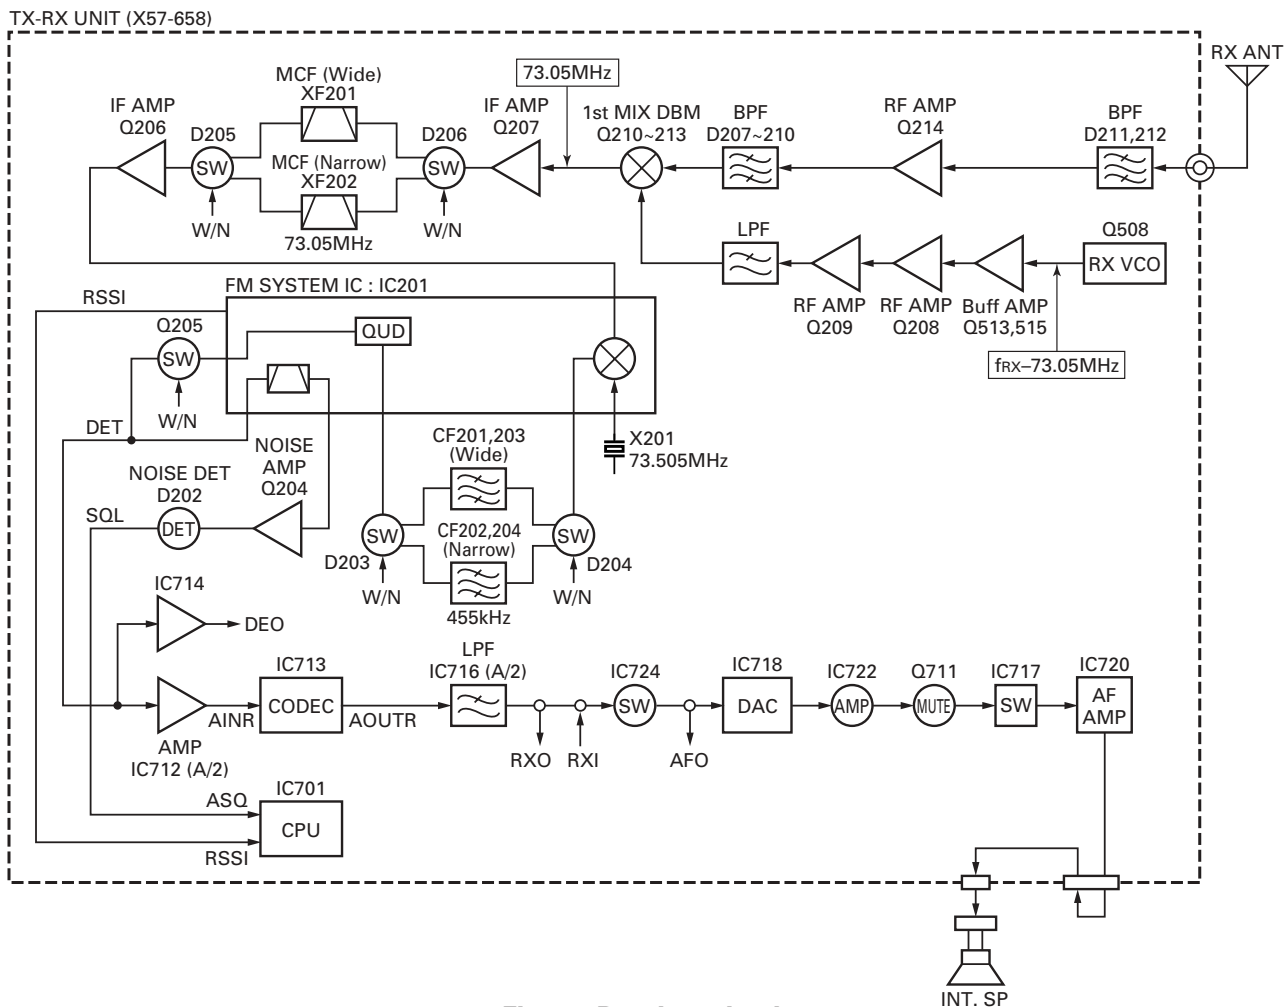 TX-RX UNIT (X57-658)
RX ANT
MCF (Wide)
XF201
73.05MHz
IF AMP
Q206
D205
SW
W/N
MCF (Narrow)
XF202
73.05MHz
D206
SW
W/N
IF AMP
Q207
1st MIX DBM
Q210~213
BPF
D207~210
RF AMP
Q214
BPF
D211,212
LPF
RF AMP
Q209
RF AMP
Q208
Buff AMP
Q513,515
Q508
RX VCO
fRX–73.05MHz
RSSI
FM SYSTEM IC : IC201
Q205
SW
W/N
QUD
DET
X201
73.505MHz
NOISE
AMP
Q204
NOISE DET
D202
DET
SQL
CF201,203
(Wide)
CF202,204
(Narrow)
455kHz
SW
D203
W/N
SW
D204
W/N
IC714
DEO
AMP
IC712 (A/2)
AINR
IC713
CODEC
AOUTR
LPF
IC716 (A/2)
RXO
RXI
IC724
SW
AFO
IC718
DAC
IC722
AMP
Q711
MUTE
IC717
SW
IC720
AF
AMP
ASQ
RSSI
IC701
CPU
INT. SP